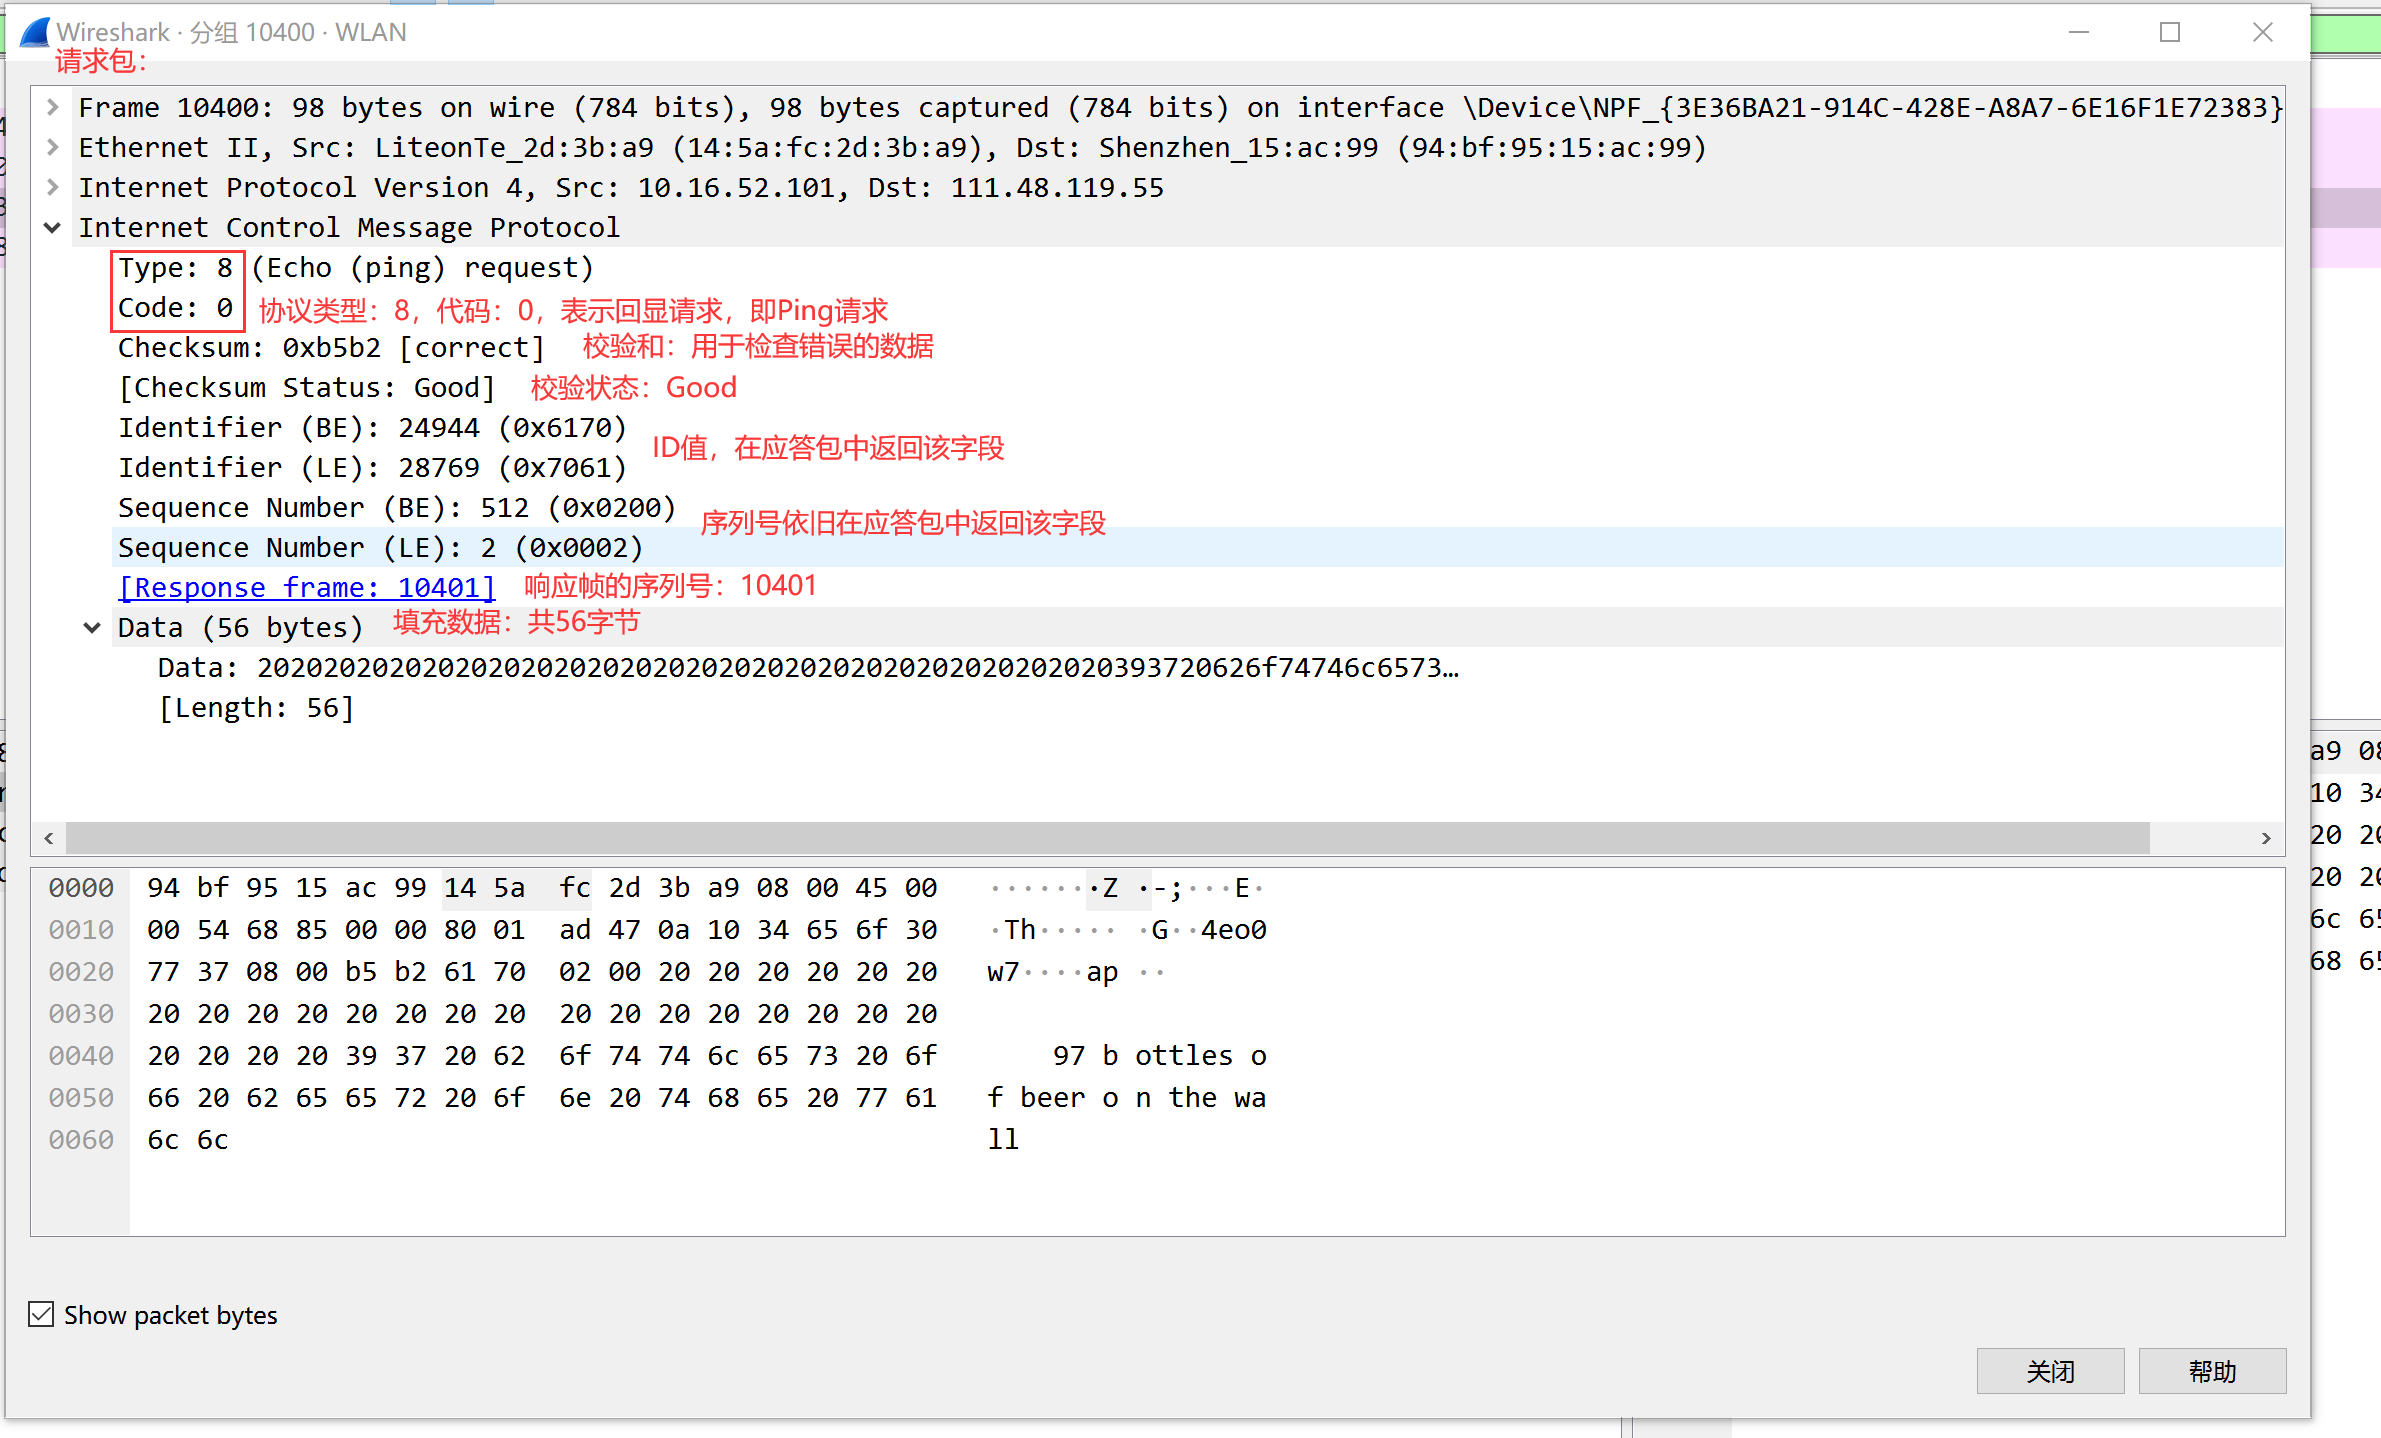 Wireshark · 分组 10400 · WLAN
请求包：
Frame 10400: 98 bytes on wire (784 bits), 98 bytes captured (784 bits) on interface \Device\NPF_{3E36BA21-914C-428E-A8A7-6E16F1E72383}
Ethernet II, Src: LiteonTe_2d:3b:a9 (14:5a:fc:2d:3b:a9), Dst: Shenzhen_15:ac:99 (94:bf:95:15:ac:99)
Internet Protocol Version 4, Src: 10.16.52.101, Dst: 111.48.119.55
Internet Control Message Protocol
Type: 8 (Echo (ping) request)
Code: 0 协议类型：8，代码：0，表示回显请求，即Ping请求
Checksum: 0xb5b2 [correct] 校验和：用于检查错误的数据
[Checksum Status: Good] 校验状态：Good
Identifier (BE): 24944 (0x6170)
ID值，在应答包中返回该字段
Identifier (LE): 28769 (0x7061)
Sequence Number (BE): 512 (0x0200)
序列号依旧在应答包中返回该字段
Sequence Number (LE): 2 (0x0002)
[Response frame: 10401] 响应帧的序列号：10401
Data (56 bytes) 填充数据：共56字节
Data: 2020202020202020202020202020202020202020202020202020393720626f74746c6573…
[Length: 56]
0000 94 bf 95 15 ac 99 14 5a fc 2d 3b a9 08 00 45 00 ·······Z ·-;···E·
0010 00 54 68 85 00 00 80 01 ad 47 0a 10 34 65 6f 30 ·Th····· ·G··4eo0
0020 77 37 08 00 b5 b2 61 70 02 00 20 20 20 20 20 20 w7····ap ··
0030 20 20 20 20 20 20 20 20 20 20 20 20 20 20 20 20
0040 20 20 20 20 39 37 20 62 6f 74 74 6c 65 73 20 6f 97 b ottles o
0050 66 20 62 65 65 72 20 6f 6e 20 74 68 65 20 77 61 f beer o n the wa
0060 6c 6c ll
a9 08
10 34
20 20
20 20
6c 65
68 65
Show packet bytes
关闭 帮助